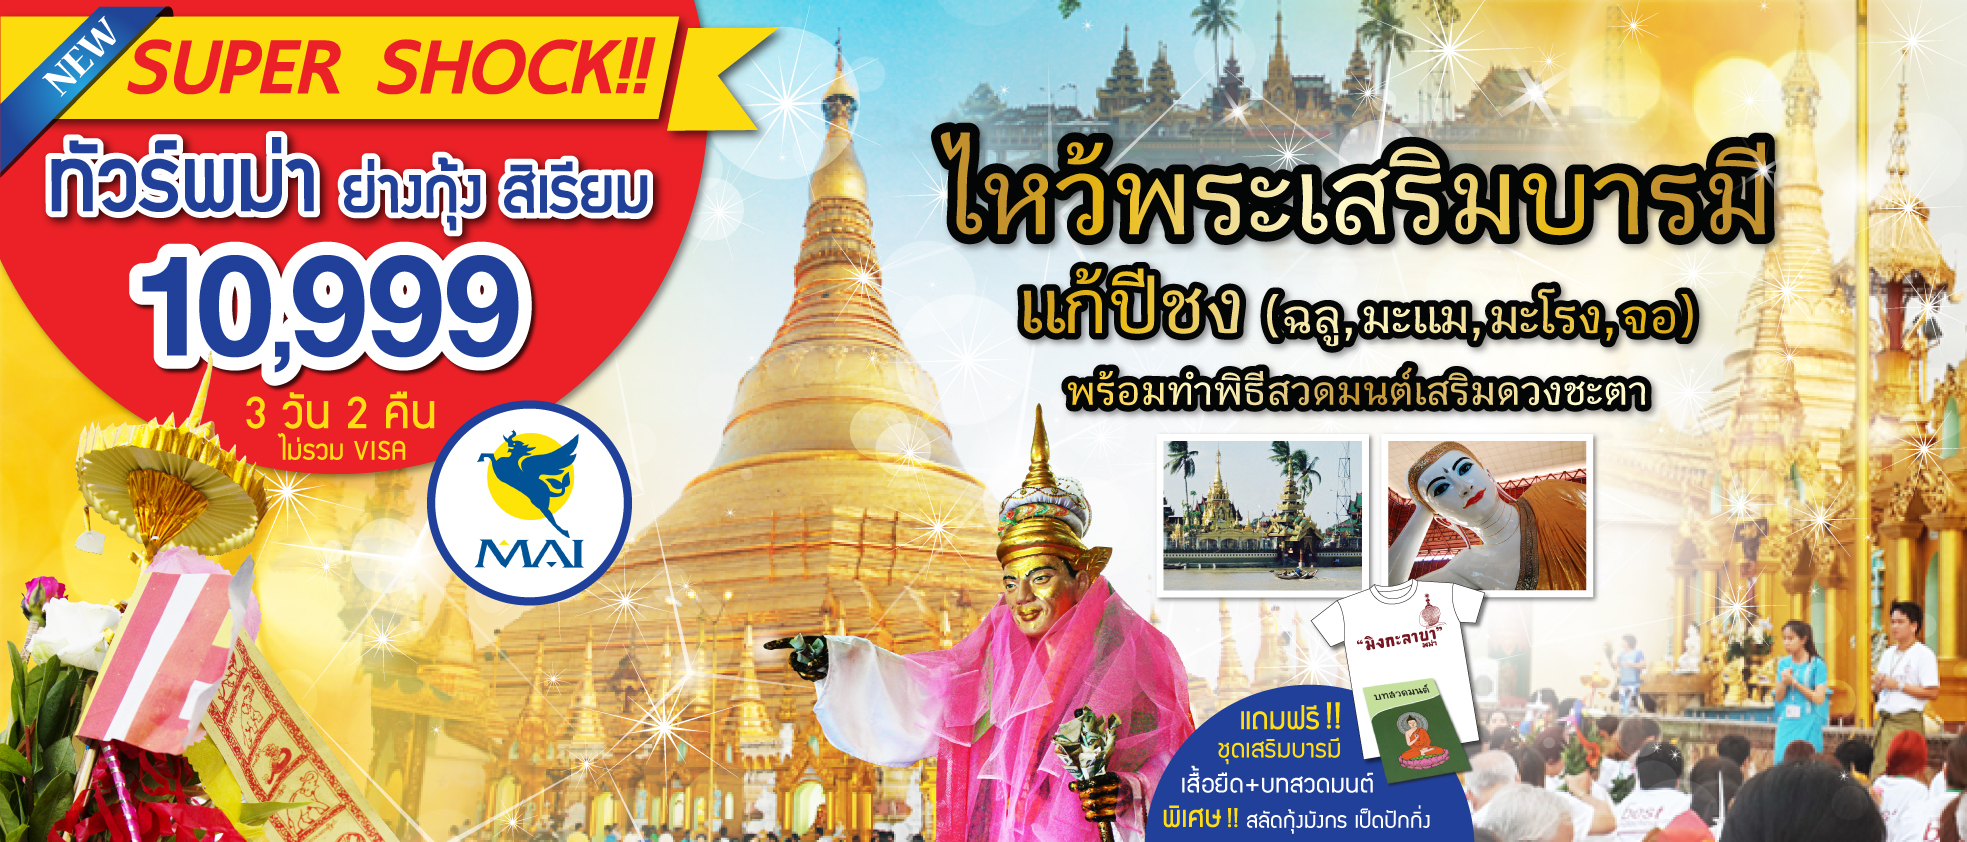 NEW
SUPER SHOCK!!
ทัวร์พม่า ย่างกุ้ง สิเรียม
10,999
3 วัน 2 คืน
ไม่รวม VISA
MAI
ไหว้พระเสริมบารมี
แก้ปีชง (ฉลู,มะแม,มะโรง,จอ)
พร้อมทำพิธีสวดมนต์เสริมดวงชะตา
"มิงกะลาบา"
พม่า
บทสวดมนต์
แถมฟรี !!
ชุดเสริมบารมี
เสื้อยืด+บทสวดมนต์
พิเศษ !! สลัดกุ้งมังกร เป็ดปักกิ่ง
best